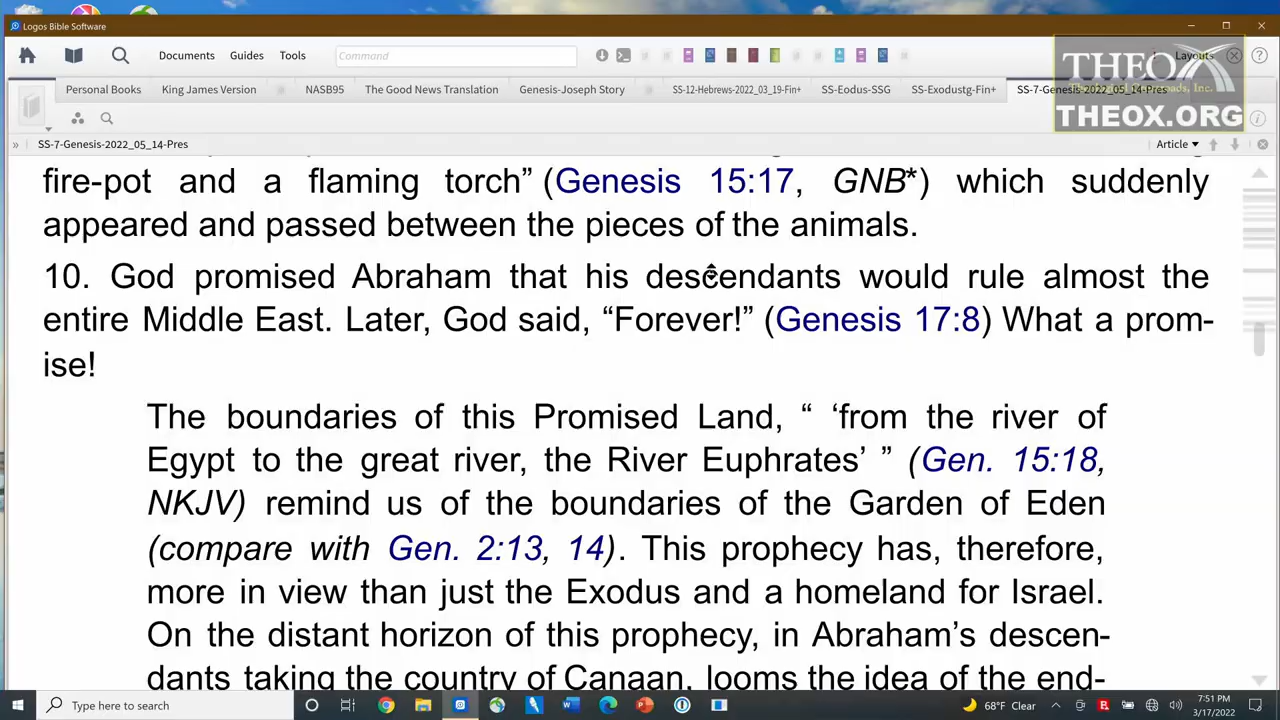 Logos Bible Software
Documents Guides Tools Command Layouts
THEOX
THEOX.ORG
Personal Books King James Version NASB95 The Good News Translation Genesis-Joseph Story SS-12-Hebrews-2022_03_19-Fin+ SS-Eodus-SSG SS-Exodustg-Fin+ SS-7-Genesis-2022_05_14-Pres
SS-7-Genesis-2022_05_14-Pres Article
fire-pot and a flaming torch” (Genesis 15:17, GNB*) which suddenly
appeared and passed between the pieces of the animals.
10. God promised Abraham that his descendants would rule almost the
entire Middle East. Later, God said, “Forever!” (Genesis 17:8) What a prom-
ise!
The boundaries of this Promised Land, “ ‘from the river of
Egypt to the great river, the River Euphrates’ ” (Gen. 15:18,
NKJV) remind us of the boundaries of the Garden of Eden
(compare with Gen. 2:13, 14). This prophecy has, therefore,
more in view than just the Exodus and a homeland for Israel.
On the distant horizon of this prophecy, in Abraham’s descen-
dants taking the country of Canaan, looms the idea of the end-
Type here to search
68°F Clear
7:51 PM
3/17/2022